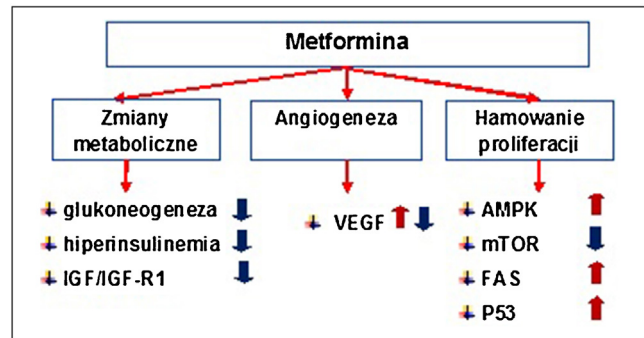 Metformina
Zmiany
metaboliczne
Angiogeneza
Hamowanie
proliferacji
glukoneogeneza
hiperinsulinemia
IGF/IGF-R1
VEGF
AMPK
mTOR
FAS
P53